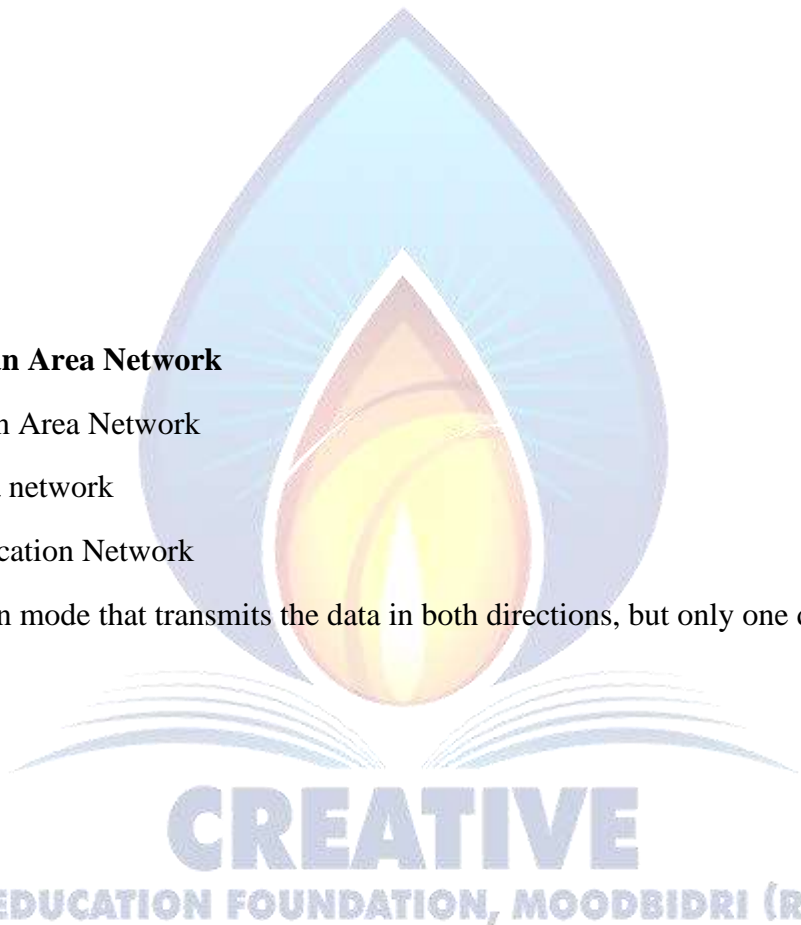 an Area Network
n Area Network
network
cation Network
n mode that transmits the data in both directions, but only one
CREATIVE
EDUCATION FOUNDATION, MOODBIDRI (R